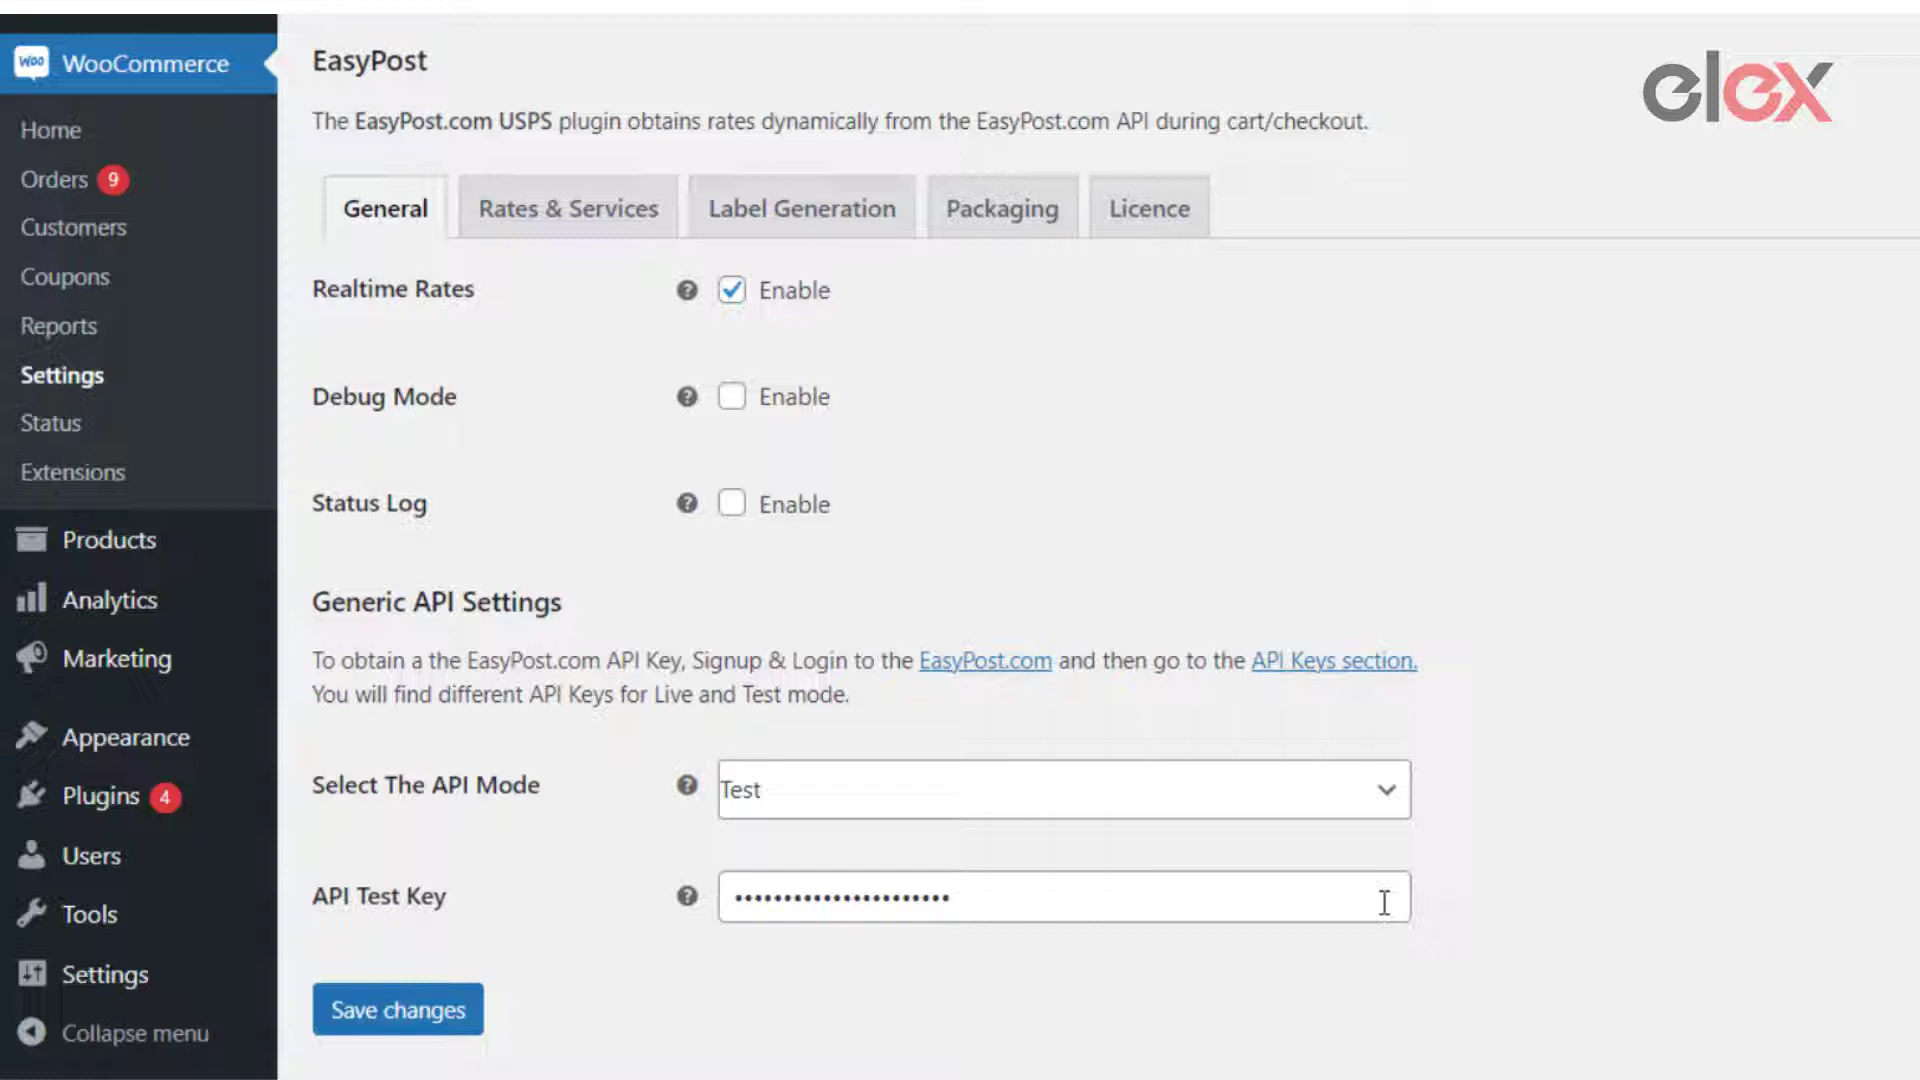 WooCommerce
Home
Orders 9
Customers
Coupons
Reports
Settings
Status
Extensions
Products
Analytics
Marketing
Appearance
Plugins 4
Users
Tools
Settings
Collapse menu
EasyPost
elex
The EasyPost.com USPS plugin obtains rates dynamically from the EasyPost.com API during cart/checkout.
General Rates & Services Label Generation Packaging Licence
Realtime Rates ? Enable
Debug Mode ? Enable
Status Log ? Enable
Generic API Settings
To obtain a the EasyPost.com API Key, Signup & Login to the EasyPost.com and then go to the API Keys section.
You will find different API Keys for Live and Test mode.
Select The API Mode ? Test
API Test Key ? ••••••••••••••••••••••
Save changes